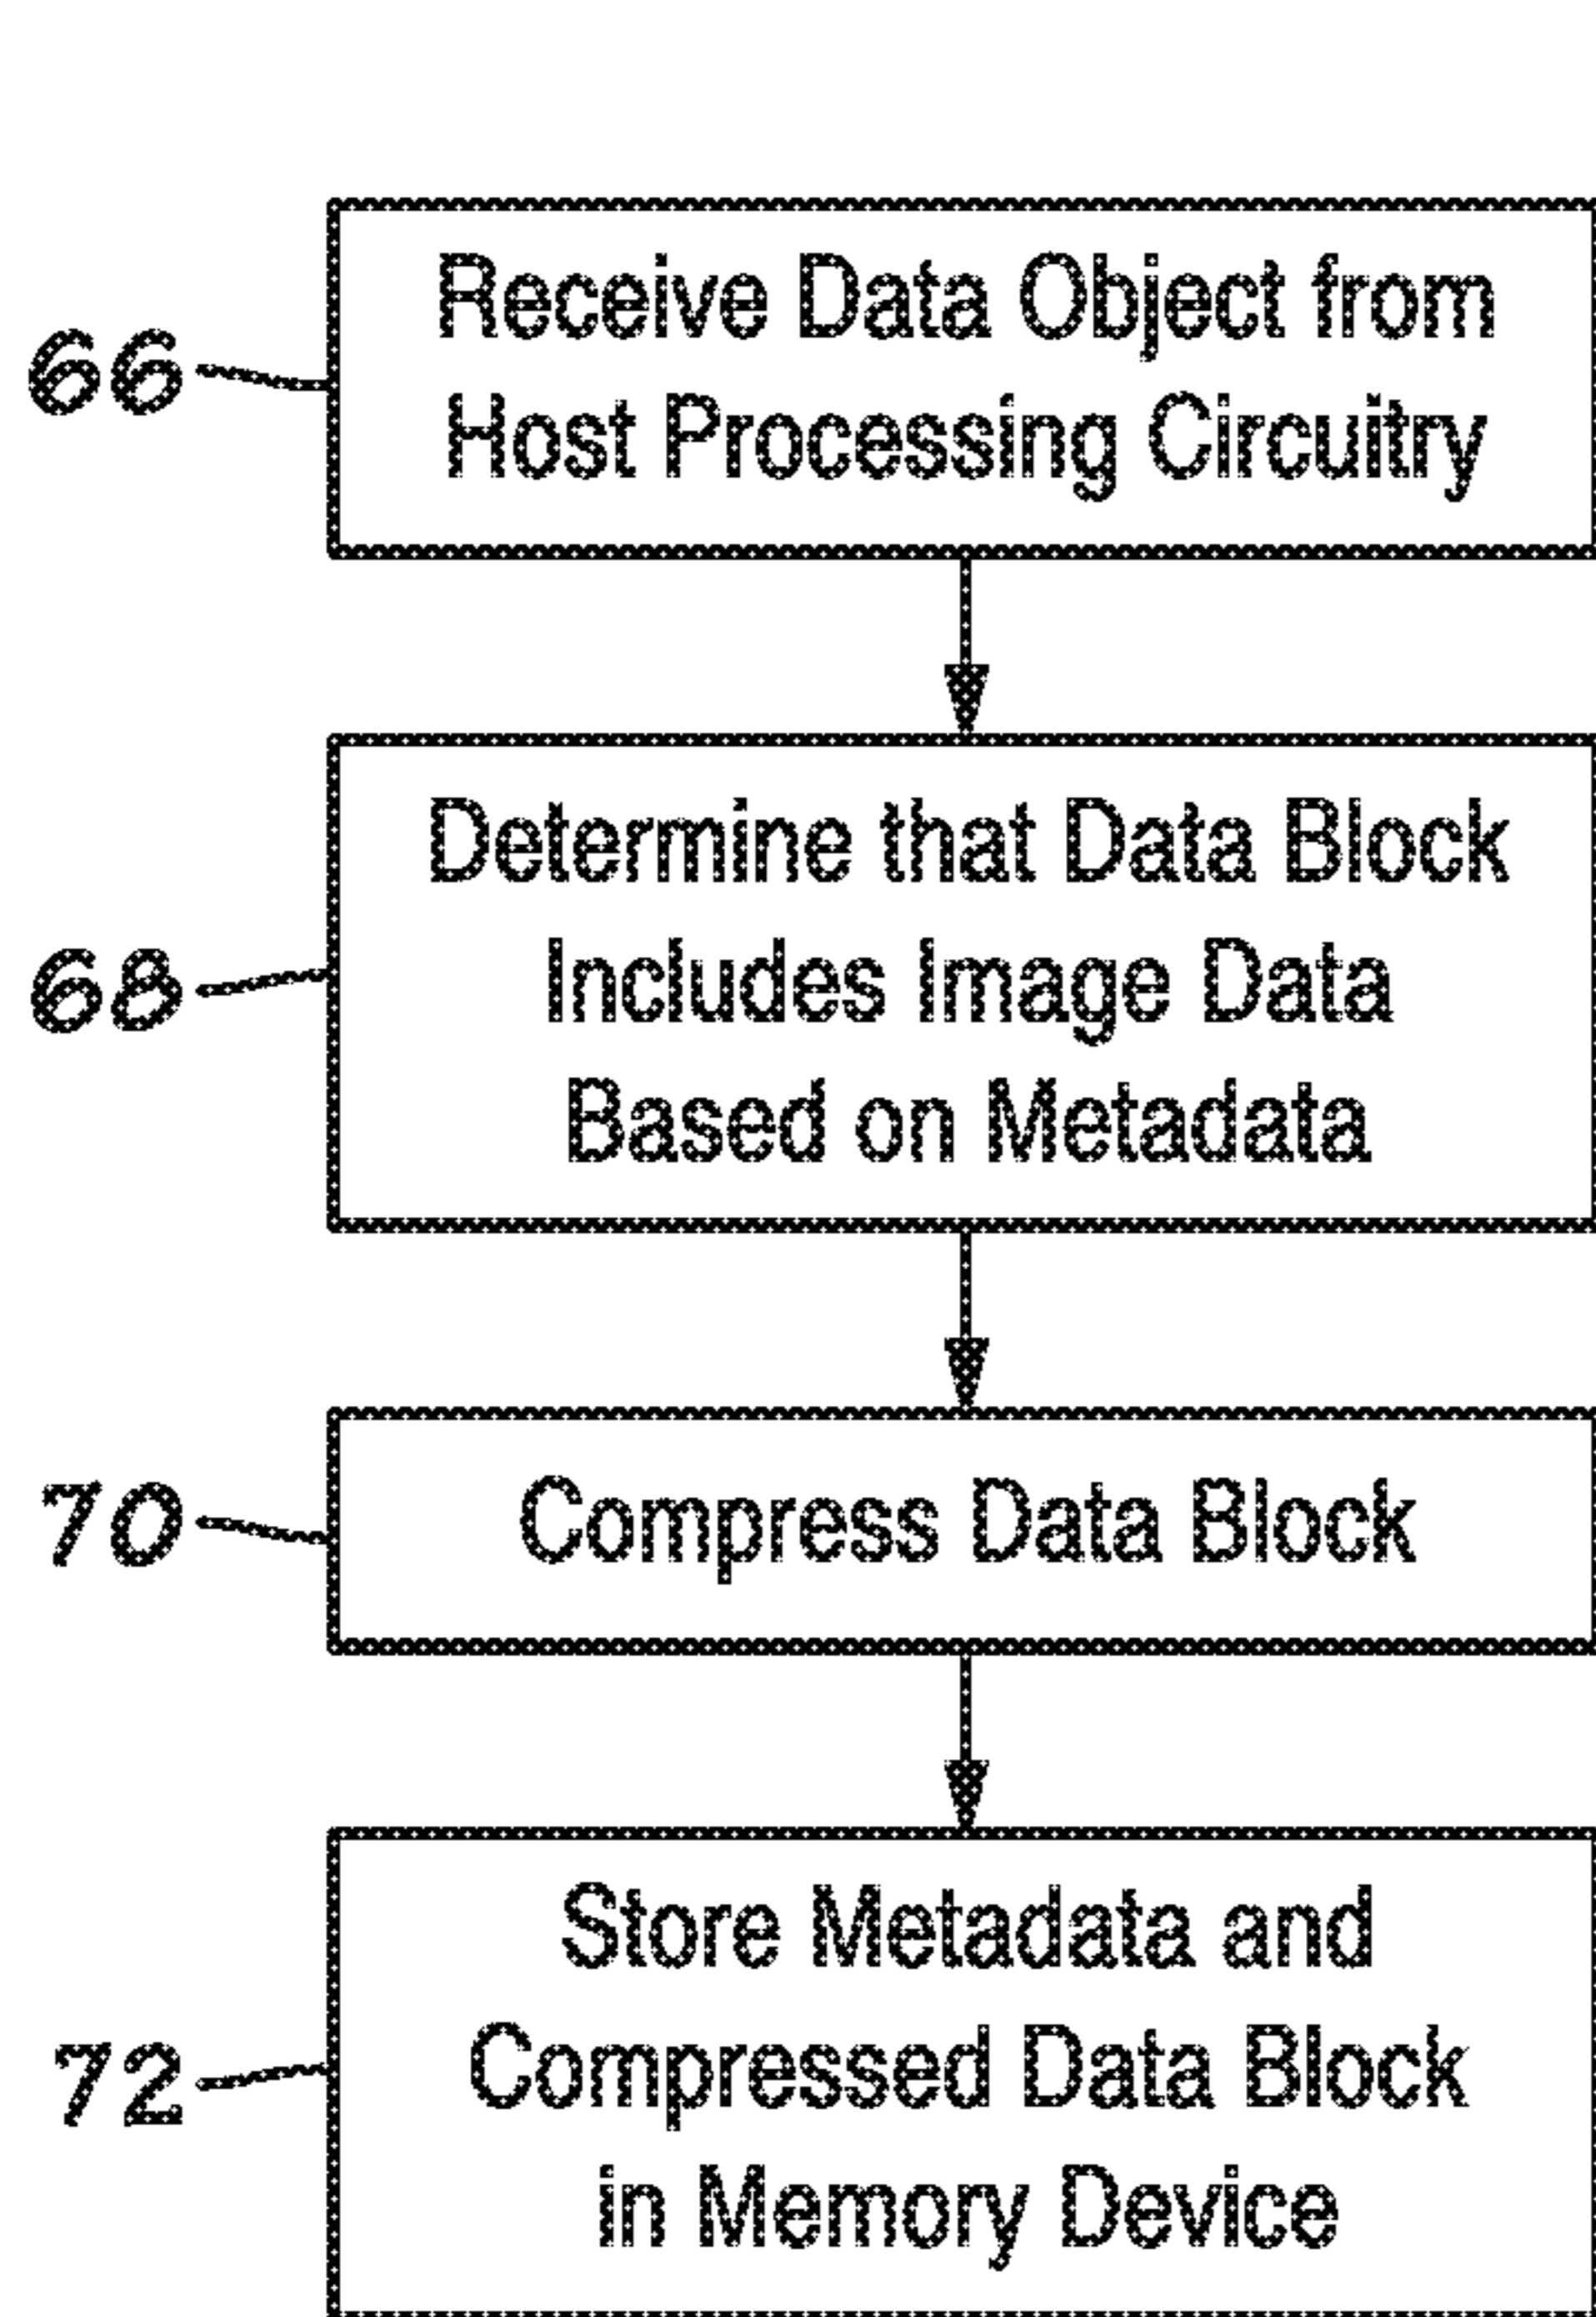 66
Receive Data Object from
Host Processing Circuitry
68
Determine that Data Block
Includes Image Data
Based on Metadata
70
Compress Data Block
72
Store Metadata and
Compressed Data Block
in Memory Device